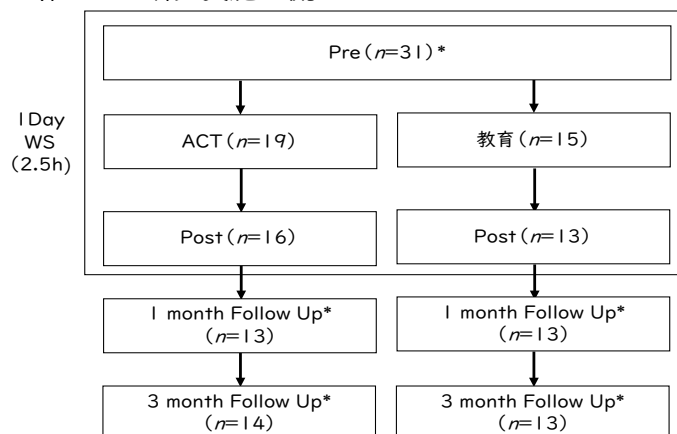 Pre(n=31)*
1Day
WS
(2.5h)
ACT(n=19)
教育(n=15)
Post(n=16)
Post(n=13)
1 month Follow Up*
(n=13)
1 month Follow Up*
(n=13)
3 month Follow Up*
(n=14)
3 month Follow Up*
(n=13)